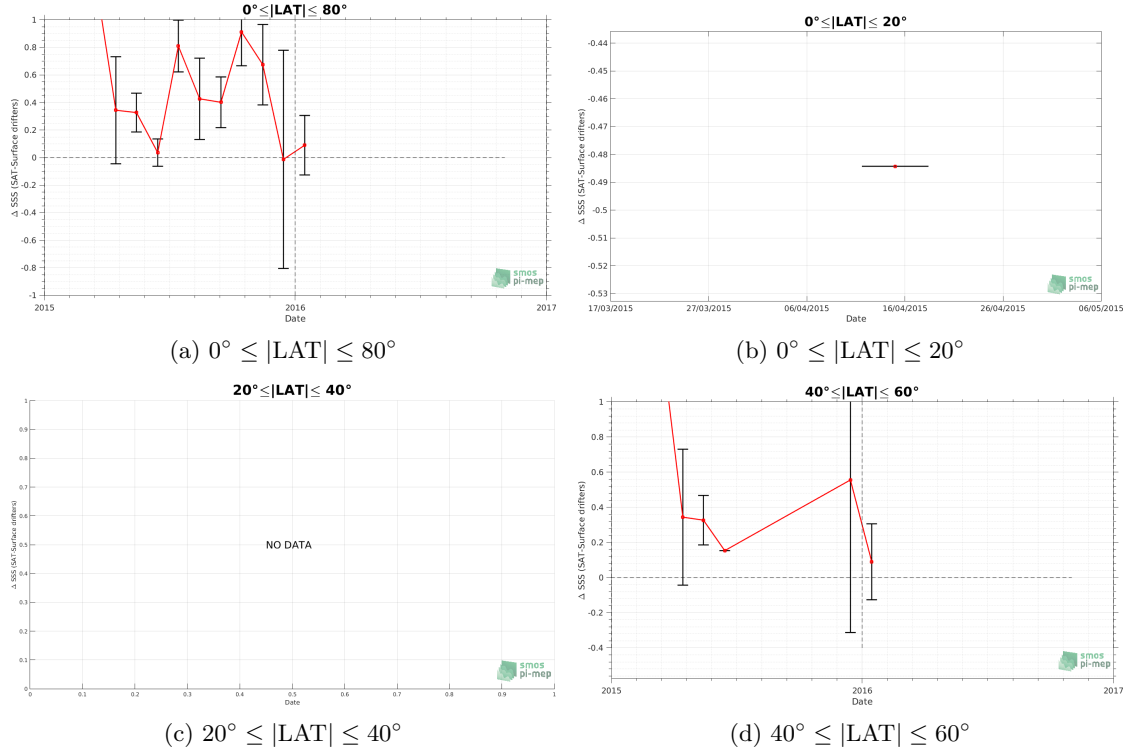 0°≤|LAT|≤ 80°
Δ SSS (SAT-Surface drifters)
1
0.8
0.6
0.4
0.2
0
-0.2
-0.4
-0.6
-0.8
-1
2015
2016
2017
Date
smos
pi-mep
(a) 0° ≤ |LAT| ≤ 80°
0°≤|LAT|≤ 20°
Δ SSS (SAT-Surface drifters)
-0.44
-0.45
-0.46
-0.47
-0.48
-0.49
-0.5
-0.51
-0.52
-0.53
17/03/2015
27/03/2015
06/04/2015
16/04/2015
26/04/2015
06/05/2015
Date
smos
pi-mep
(b) 0° ≤ |LAT| ≤ 20°
20°≤|LAT|≤ 40°
Δ SSS (SAT-Surface drifters)
1
0.9
0.8
0.7
0.6
0.5
0.4
0.3
0.2
0.1
0
NO DATA
0
0.1
0.2
0.3
0.4
0.5
0.6
0.7
0.8
0.9
1
Date
smos
pi-mep
(c) 20° ≤ |LAT| ≤ 40°
40°≤|LAT|≤ 60°
Δ SSS (SAT-Surface drifters)
1
0.8
0.6
0.4
0.2
0
-0.2
-0.4
2015
2016
2017
Date
smos
pi-mep
(d) 40° ≤ |LAT| ≤ 60°